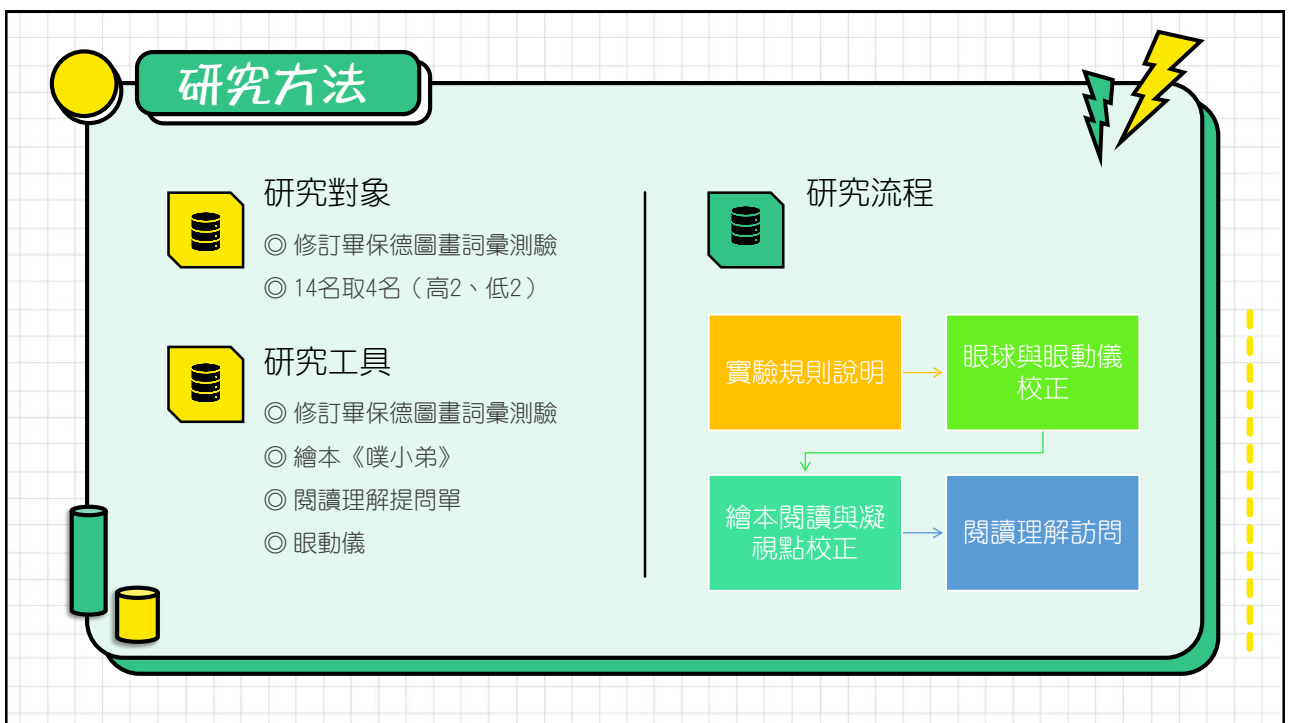 研究方法
研究對象
◎ 修訂畢保德圖畫詞彙測驗
◎ 14名取4名（高2、低2）
研究工具
◎ 修訂畢保德圖畫詞彙測驗
◎ 繪本《噗小弟》
◎ 閱讀理解提問單
◎ 眼動儀
研究流程
實驗規則說明
眼球與眼動儀
校正
繪本閱讀與凝
視點校正
閱讀理解訪問